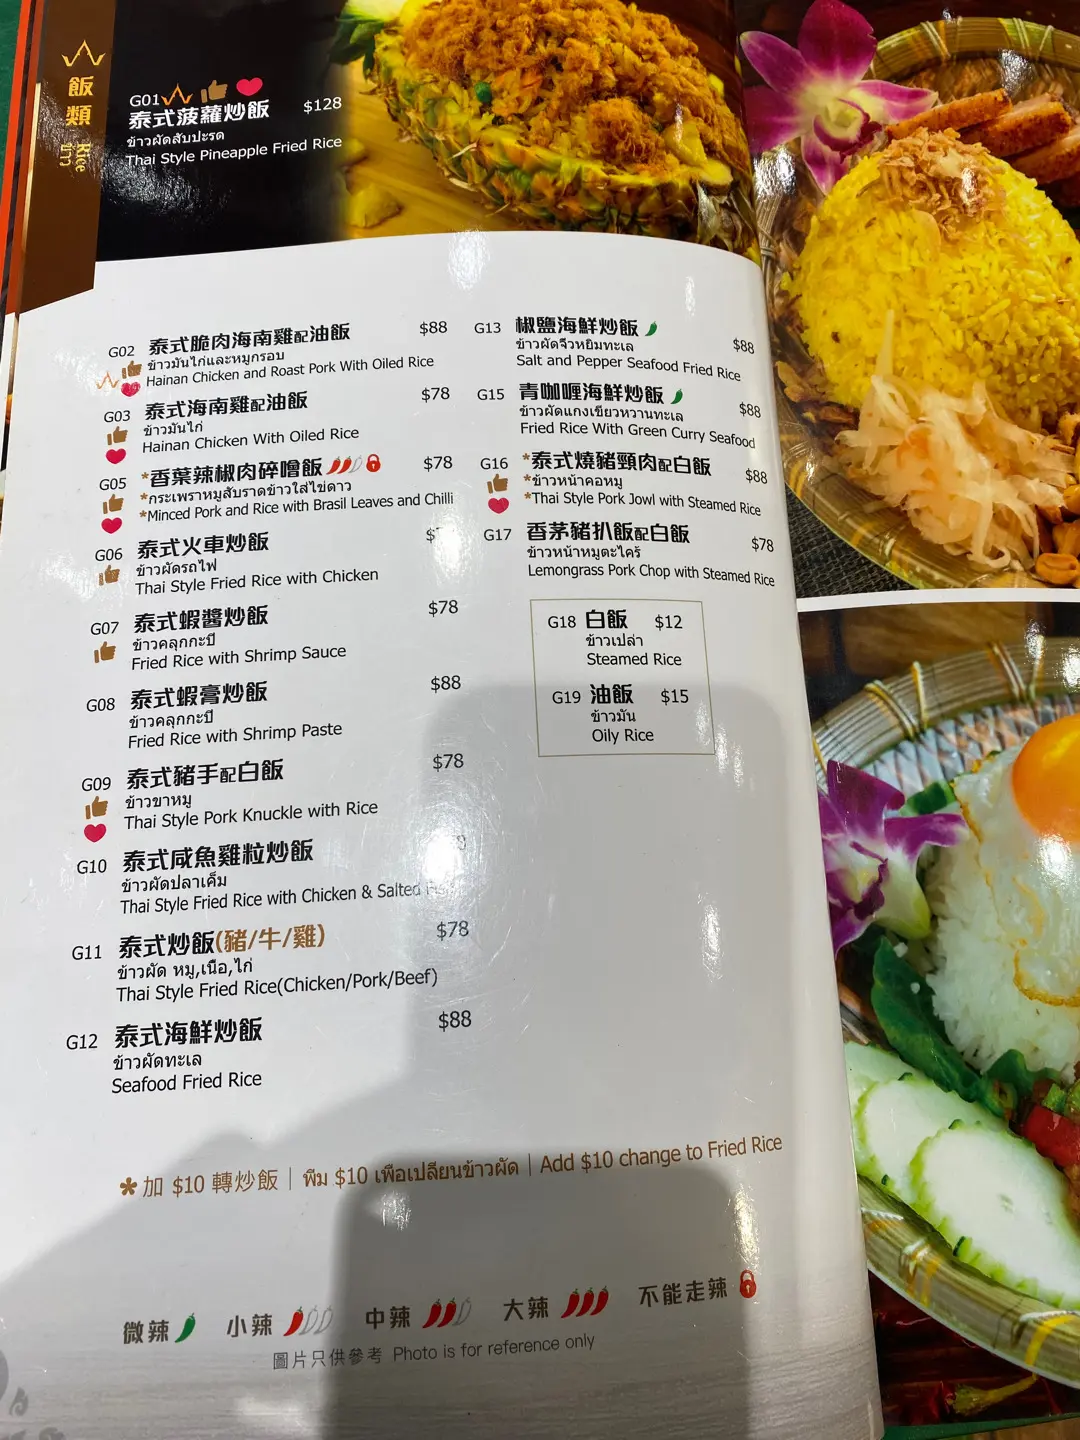 飯類
Rice
ข้าว
G01
泰式菠蘿炒飯 $128
ข้าวผัดสับปะรด
Thai Style Pineapple Fried Rice
G02 泰式脆肉海南雞配油飯 $88
ข้าวมันไก่และหมูกรอบ
Hainan Chicken and Roast Pork With Oiled Rice
G03 泰式海南雞配油飯 $78
ข้าวมันไก่
Hainan Chicken With Oiled Rice
G05 *香葉辣椒肉碎噲飯 $78
*กระเพราหมูสับราดข้าวใส่ไข่ดาว
*Minced Pork and Rice with Brasil Leaves and Chilli
G06 泰式火車炒飯
ข้าวผัดรถไฟ
Thai Style Fried Rice with Chicken
G07 泰式蝦醬炒飯 $78
ข้าวคลุกกะปิ
Fried Rice with Shrimp Sauce
G08 泰式蝦膏炒飯 $88
ข้าวคลุกกะปิ
Fried Rice with Shrimp Paste
G09 泰式豬手配白飯 $78
ข้าวขาหมู
Thai Style Pork Knuckle with Rice
G10 泰式咸魚雞粒炒飯
ข้าวผัดปลาเค็ม
Thai Style Fried Rice with Chicken & Salted
G11 泰式炒飯(豬/牛/雞) $78
ข้าวผัด หมู,เนื้อ,ไก่
Thai Style Fried Rice(Chicken/Pork/Beef)
G12 泰式海鮮炒飯 $88
ข้าวผัดทะเล
Seafood Fried Rice
G13 椒鹽海鮮炒飯 $88
ข้าวผัดจึวหยิมทะเล
Salt and Pepper Seafood Fried Rice
G15 青咖喱海鮮炒飯 $88
ข้าวผัดแกงเขียวหวานทะเล
Fried Rice With Green Curry Seafood
G16 *泰式燒豬頸肉配白飯 $88
*ข้าวหน้าคอหมู
*Thai Style Pork Jowl with Steamed Rice
G17 香茅豬扒飯配白飯 $78
ข้าวหน้าหมูตะไคร้
Lemongrass Pork Chop with Steamed Rice
G18 白飯 $12
ข้าวเปล่า
Steamed Rice
G19 油飯 $15
ข้าวมัน
Oily Rice
*加 $10 轉炒飯 | พีม $10 เพื่อเปลี่ยนข้าวผัด | Add $10 change to Fried Rice
微辣 小辣 中辣 大辣 不能走辣
圖片只供參考 Photo is for reference only